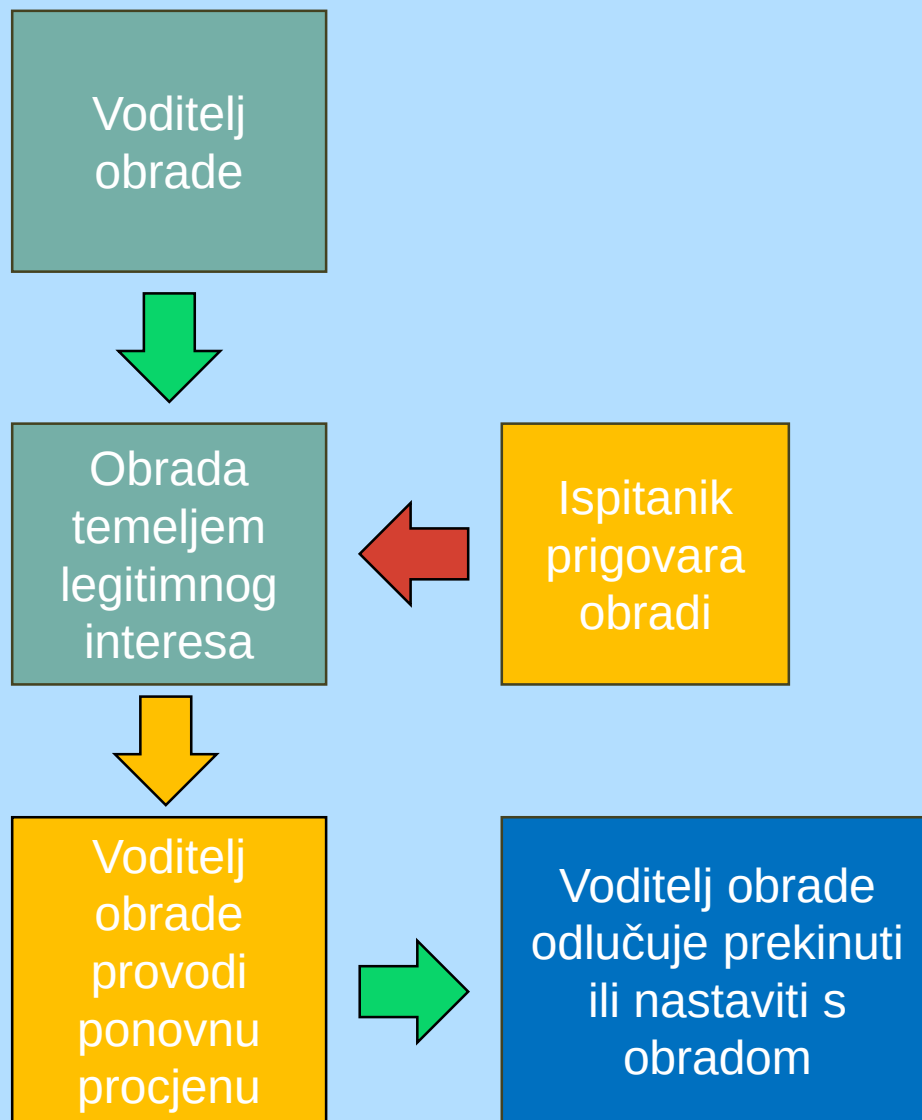 Voditelj
obrade
Obrada
temeljem
legitimnog
interesa
Ispitanik
prigovara
obradi
Voditelj
obrade
provodi
ponovnu
procjenu
Voditelj obrade
odlučuje prekinuti
ili nastaviti s
obradom